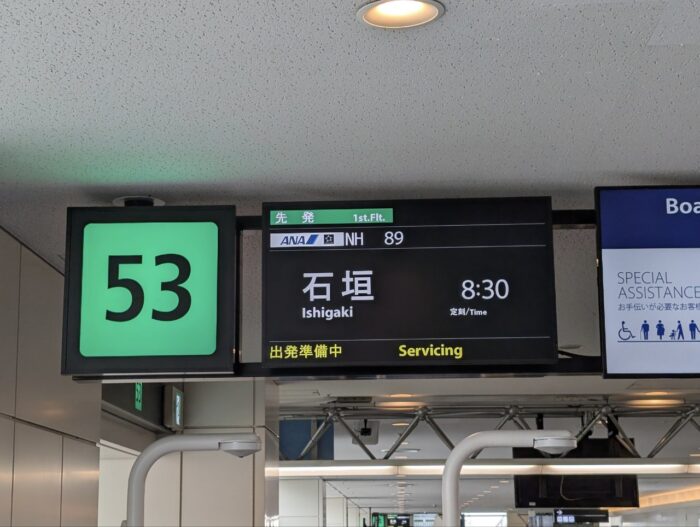 53
先発 1st.Flt.
ANA NH 89
石垣 8:30
Ishigaki 定刻/Time
出発準備中 Servicing
Boa
SPECIAL
ASSISTANCE
お手伝いが必要なお客様